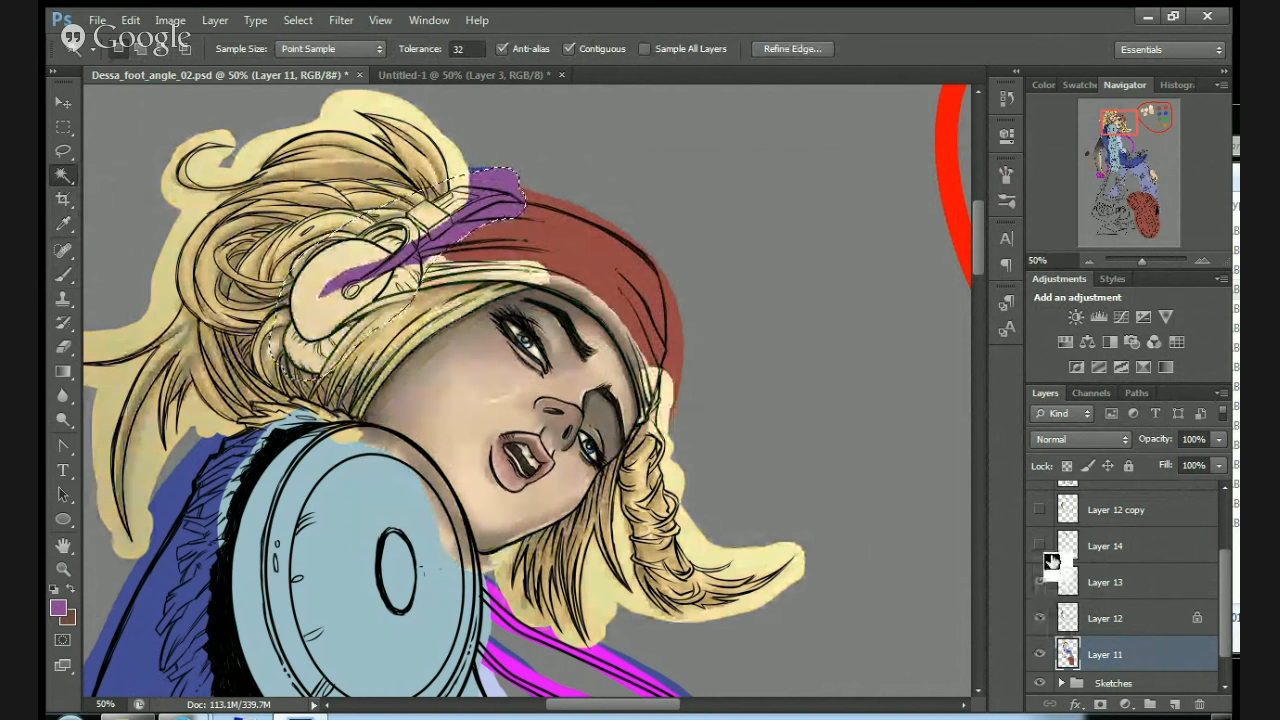 Ps File Edit Image Layer Type Select Filter View Window Help
Google
Sample Size: Point Sample Tolerance: 32 Anti-alias Contiguous Sample All Layers Refine Edge... Essentials
Dessa_foot_angle_02.psd @ 50% (Layer 11, RGB/8#) * × Untitled-1 @ 50% (Layer 3, RGB/8) * ×
Color Swatche Navigator Histogr
50%
Adjustments Styles
Add an adjustment
Layers Channels Paths
Kind
Normal Opacity: 100%
Lock: Fill: 100%
Layer 12 copy
Layer 14
Layer 13
Layer 12
Layer 11
Sketches
50% Doc: 113.1M/339.7M